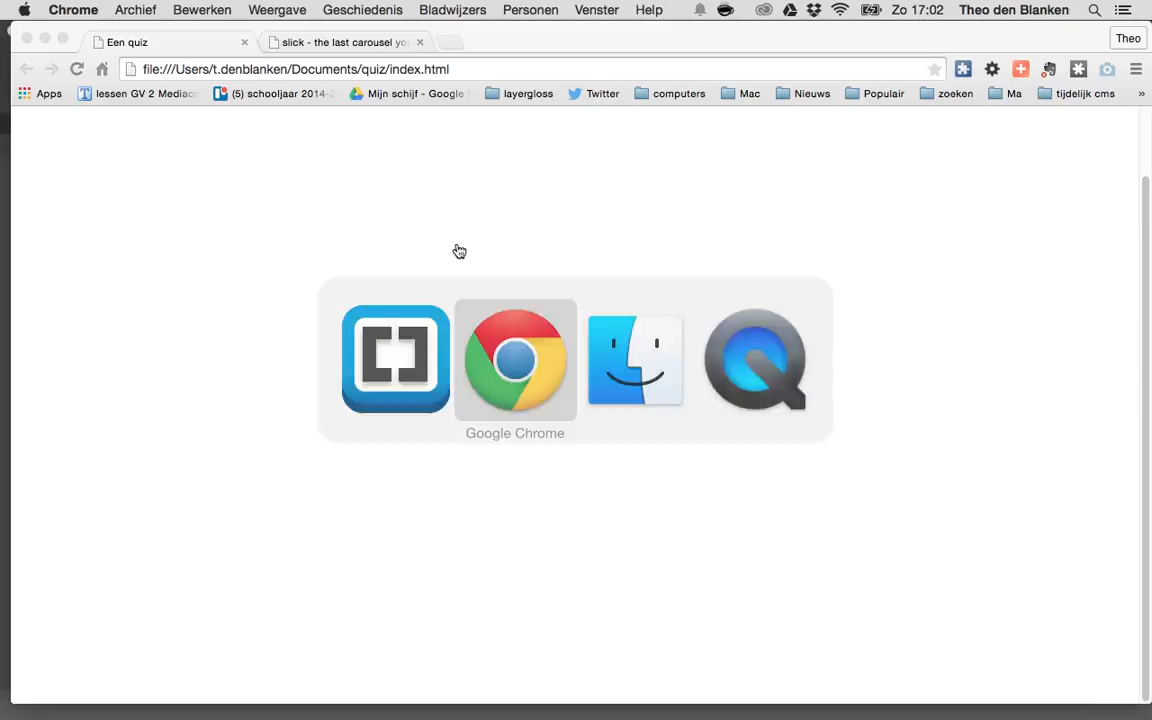 Chrome Archief Bewerken Weergave Geschiedenis Bladwijzers Personen Venster Help Zo 17:02 Theo den Blanken
Een quiz slick - the last carousel yo Theo
file:///Users/t.denblanken/Documents/quiz/index.html
Apps lessen GV 2 Mediac (5) schooljaar 2014- Mijn schijf - Google layergloss Twitter computers Mac Nieuws Populair zoeken Ma tijdelijk cms »
Google Chrome